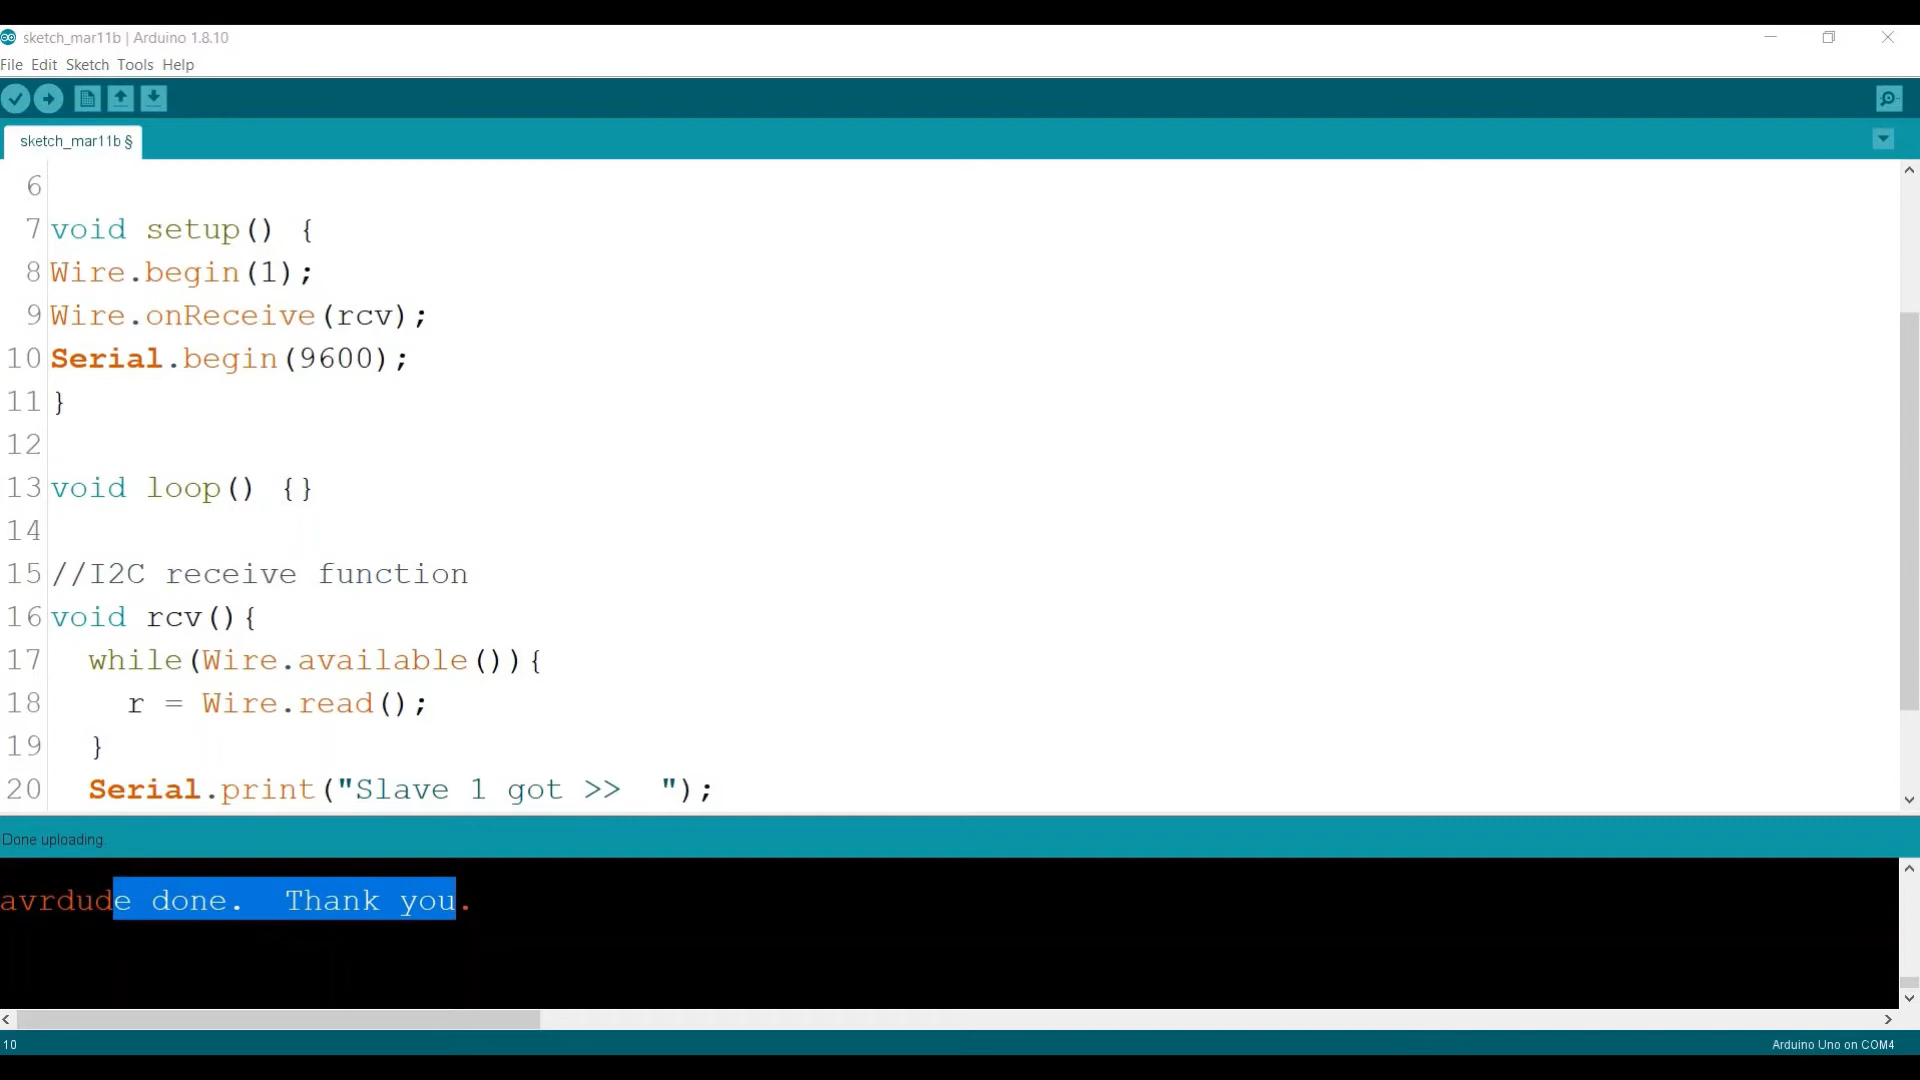 sketch_mar11b | Arduino 1.8.10
File Edit Sketch Tools Help
sketch_mar11b §
6
7 void setup() {
8 Wire.begin(1);
9 Wire.onReceive(rcv);
10 Serial.begin(9600);
11 }
12
13 void loop() {}
14
15 //I2C receive function
16 void rcv(){
17   while(Wire.available()){
18     r = Wire.read();
19   }
20   Serial.print("Slave 1 got >>  ");
Done uploading.
avrdude done.  Thank you.
10
Arduino Uno on COM4